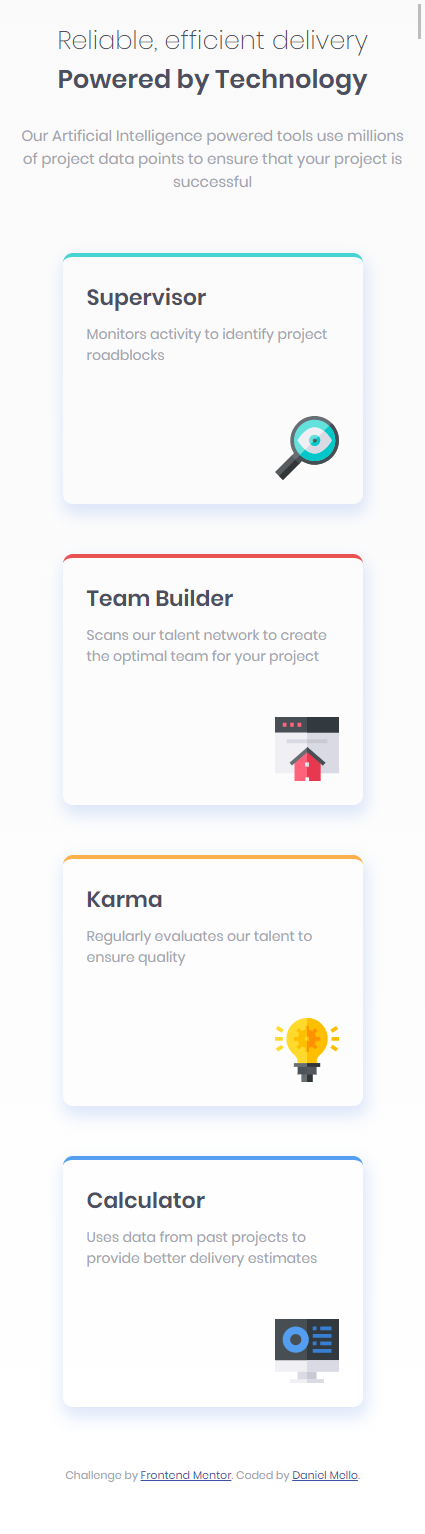 Reliable, efficient delivery
Powered by Technology
Our Artificial Intelligence powered tools use millions
of project data points to ensure that your project is
successful
Supervisor
Monitors activity to identify project
roadblocks
Team Builder
Scans our talent network to create
the optimal team for your project
Karma
Regularly evaluates our talent to
ensure quality
Calculator
Uses data from past projects to
provide better delivery estimates
Challenge by Frontend Mentor. Coded by Daniel Mello.